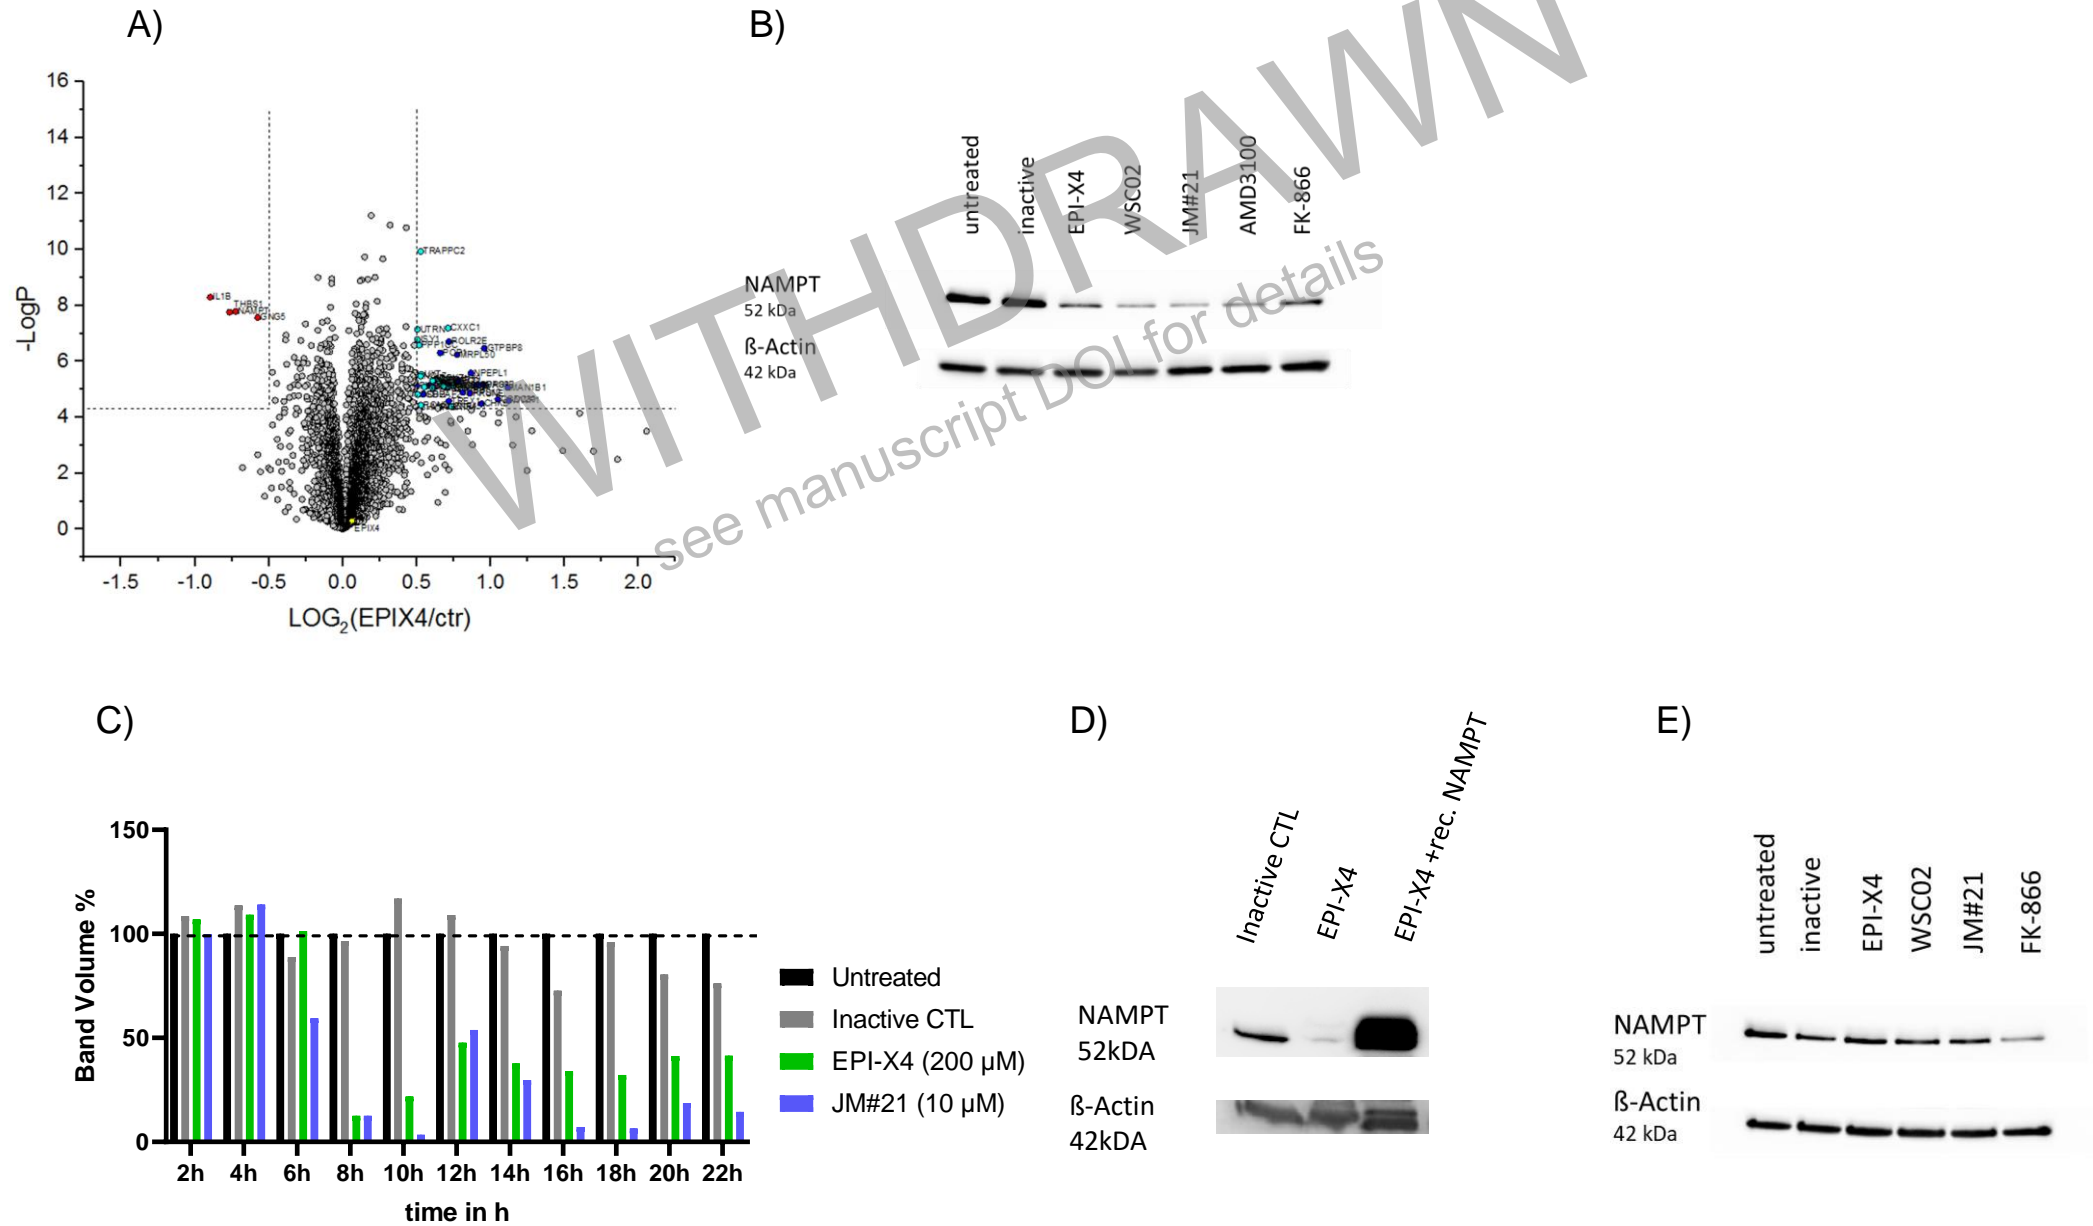 A)
16
14
12
10
8
6
4
2
0
-LogP
-1.5 -1.0 -0.5 0.0 0.5 1.0 1.5 2.0
LOG2(EPIX4/ctr)
TRAPPC2
IL1B
THBS1
NAMPT
GNG5
UTRN
CXXC1
POLR2E
GTPBP8
MRPL50
NPEPL1
MAN1B1
EPIX4
B)
untreated
inactive
EPI-X4
WSC02
JM#21
AMD3100
FK-866
NAMPT
52 kDa
ß-Actin
42 kDa
WITHDRAWN
see manuscript DOI for details
C)
150
100
50
0
Band Volume %
2h 4h 6h 8h 10h 12h 14h 16h 18h 20h 22h
time in h
Untreated
Inactive CTL
EPI-X4 (200 µM)
JM#21 (10 µM)
D)
Inactive CTL
EPI-X4
EPI-X4 +rec. NAMPT
NAMPT
52kDA
ß-Actin
42kDA
E)
untreated
inactive
EPI-X4
WSC02
JM#21
FK-866
NAMPT
52 kDa
ß-Actin
42 kDa